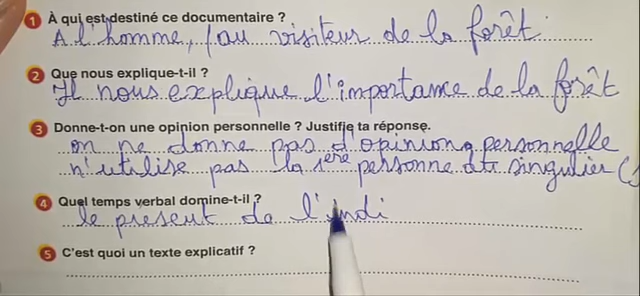 1 À qui est destiné ce documentaire ?
A l'homme, (au visiteur de la forêt.
2 Que nous explique-t-il ?
Il nous explique l'importance de la forêt
3 Donne-t-on une opinion personnelle ? Justifie ta réponse.
on ne donne pas d'opinion personnelle
n'utilise pas la 1ère personne du singulier (
4 Quel temps verbal domine-t-il ?
le présent de l'indi
5 C'est quoi un texte explicatif ?